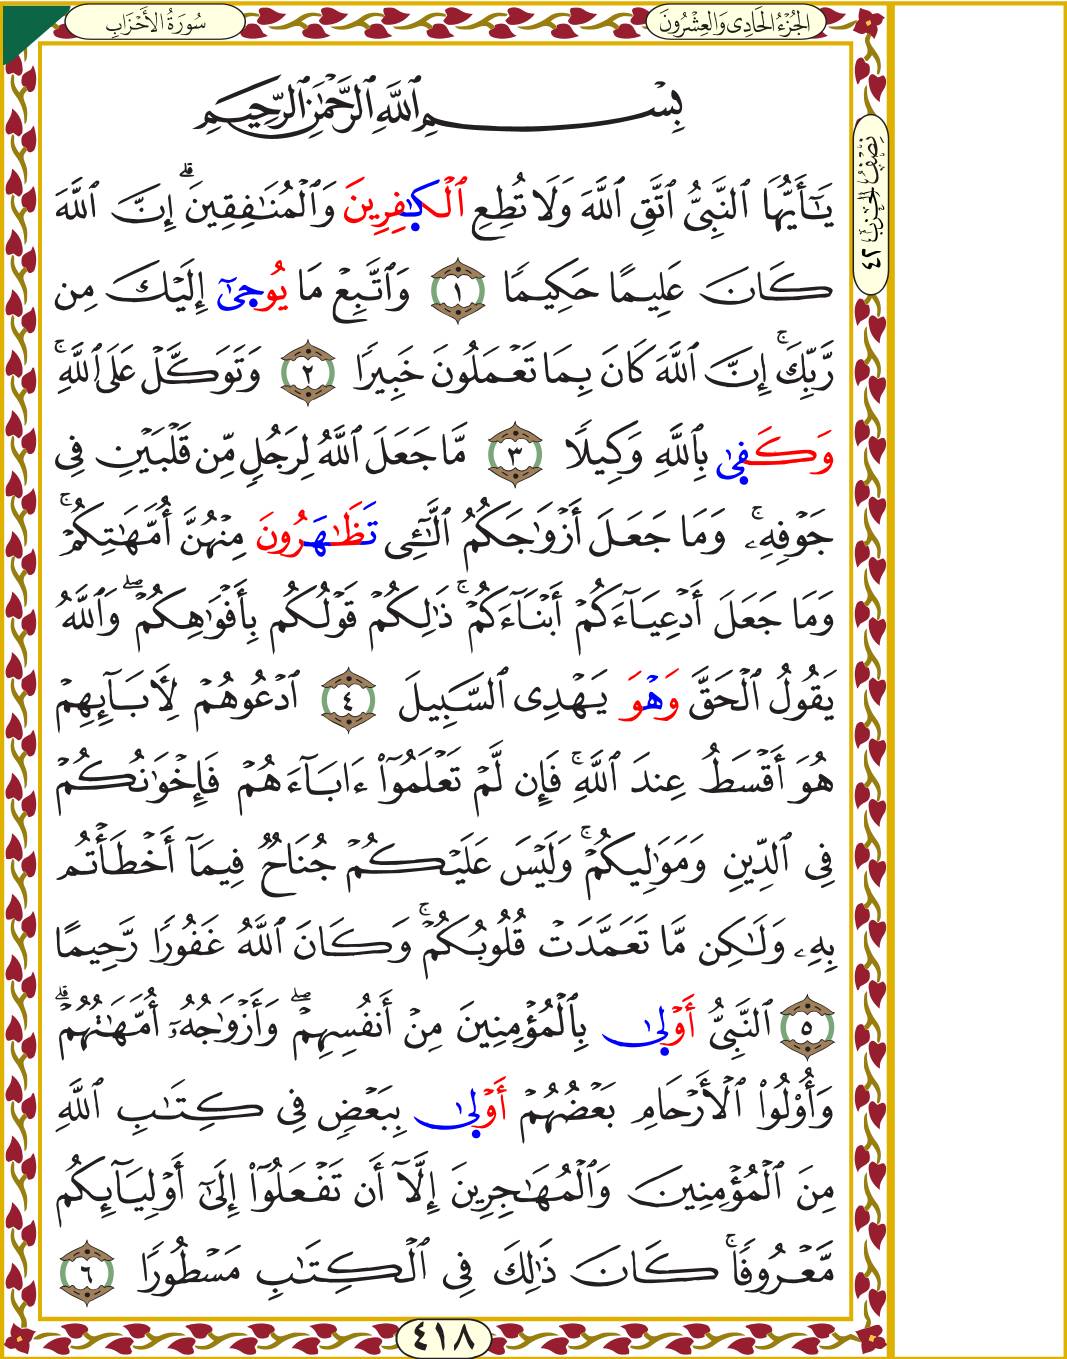 سُورَةُ الأَحْزَابِ
الجُزْءُ الحَادِى وَالعِشْرُونَ
نِصْفُ الحِزْبِ ٤٢
بِسْمِ ٱللَّهِ ٱلرَّحْمَٰنِ ٱلرَّحِيمِ
يَـٰٓأَيُّهَا ٱلنَّبِىُّ ٱتَّقِ ٱللَّهَ وَلَا تُطِعِ ٱلْكَـٰفِرِينَ وَٱلْمُنَـٰفِقِينَ ۗ إِنَّ ٱللَّهَ
كَانَ عَلِيمًا حَكِيمًا ١ وَٱتَّبِعْ مَا يُوحَىٰٓ إِلَيْكَ مِن
رَّبِّكَ ۚ إِنَّ ٱللَّهَ كَانَ بِمَا تَعْمَلُونَ خَبِيرًا ٢ وَتَوَكَّلْ عَلَى ٱللَّهِ ۚ
وَكَفَىٰ بِٱللَّهِ وَكِيلًا ٣ مَّا جَعَلَ ٱللَّهُ لِرَجُلٍ مِّن قَلْبَيْنِ فِى
جَوْفِهِۦ ۚ وَمَا جَعَلَ أَزْوَٰجَكُمُ ٱلَّـٰٓـِٔى تَظَّـٰهَرُونَ مِنْهُنَّ أُمَّهَـٰتِكُمْ ۚ
وَمَا جَعَلَ أَدْعِيَآءَكُمْ أَبْنَآءَكُمْ ۚ ذَٰلِكُمْ قَوْلُكُم بِأَفْوَٰهِكُمْ ۖ وَٱللَّهُ
يَقُولُ ٱلْحَقَّ وَهْوَ يَهْدِى ٱلسَّبِيلَ ٤ ٱدْعُوهُمْ لِـَٔابَآئِهِمْ
هُوَ أَقْسَطُ عِندَ ٱللَّهِ ۚ فَإِن لَّمْ تَعْلَمُوٓا۟ ءَابَآءَهُمْ فَإِخْوَٰنُكُمْ
فِى ٱلدِّينِ وَمَوَٰلِيكُمْ ۚ وَلَيْسَ عَلَيْكُمْ جُنَاحٌ فِيمَآ أَخْطَأْتُم
بِهِۦ وَلَـٰكِن مَّا تَعَمَّدَتْ قُلُوبُكُمْ ۚ وَكَانَ ٱللَّهُ غَفُورًا رَّحِيمًا
٥ ٱلنَّبِىُّ أَوْلَىٰ بِٱلْمُؤْمِنِينَ مِنْ أَنفُسِهِمْ ۖ وَأَزْوَٰجُهُۥٓ أُمَّهَـٰتُهُمْ ۗ
وَأُو۟لُوا۟ ٱلْأَرْحَامِ بَعْضُهُمْ أَوْلَىٰ بِبَعْضٍ فِى كِتَـٰبِ ٱللَّهِ
مِنَ ٱلْمُؤْمِنِينَ وَٱلْمُهَـٰجِرِينَ إِلَّآ أَن تَفْعَلُوٓا۟ إِلَىٰٓ أَوْلِيَآئِكُم
مَّعْرُوفًا ۚ كَانَ ذَٰلِكَ فِى ٱلْكِتَـٰبِ مَسْطُورًا ٦
٤١٨